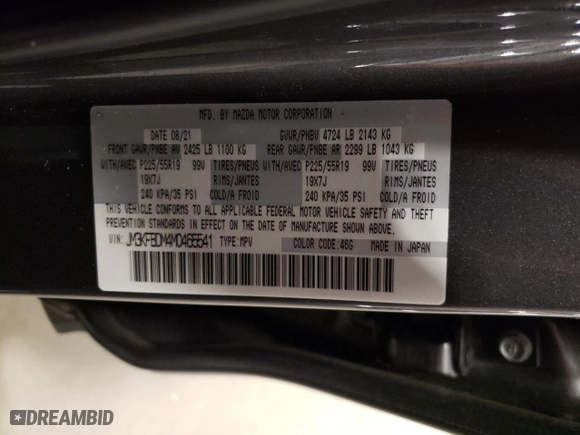 MFD. BY MAZDA MOTOR CORPORATION
DATE 08/21 GVWR/PNBV 4724 LB 2143 KG
FRONT GAWR/PNBE AV 2425 LB 1100 KG REAR GAWR/PNBE AR 2299 LB 1043 KG
WITH/AVEC P225/55R19 99V TIRES/PNEUS WITH/AVEC P225/55R19 99V TIRES/PNEUS
19X7J RIMS/JANTES 19X7J RIMS/JANTES
240 KPA/35 PSI COLD/A FROID 240 KPA/35 PSI COLD/A FROID
THIS VEHICLE CONFORMS TO ALL APPLICABLE FEDERAL MOTOR VEHICLE SAFETY AND THEFT
PREVENTION STANDARDS IN EFFECT ON THE DATE OF MANUFACTURE SHOWN ABOVE.
VIN: JM3KFBDM4M0465541 TYPE: MPV COLOR CODE: 46G MADE IN JAPAN
DREAMBID